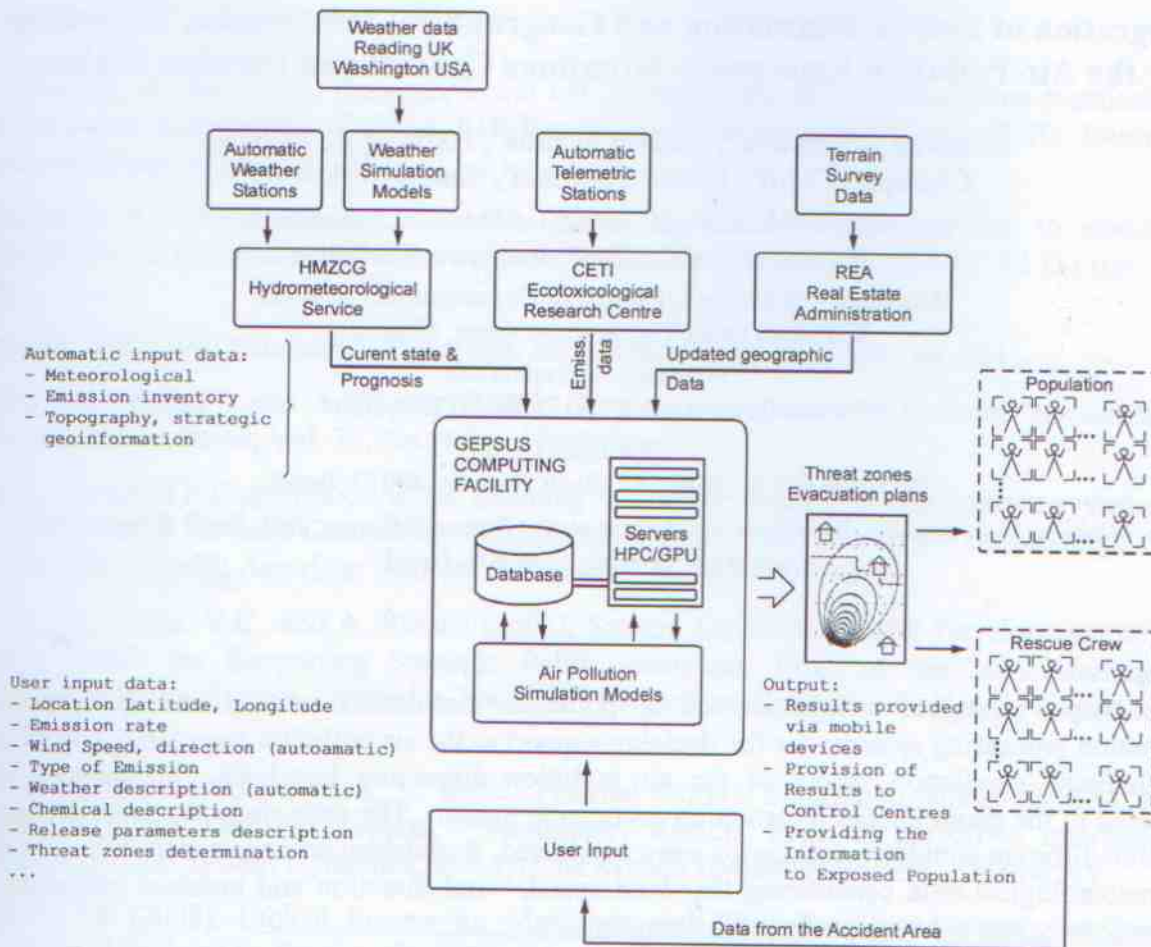 Weather data
Reading UK
Washington USA
Automatic
Weather
Stations
Weather
Simulation
Models
Automatic
Telemetric
Stations
Terrain
Survey
Data
HMZCG
Hydrometeorological
Service
CETI
Ecotoxicological
Research Centre
REA
Real Estate
Administration
Automatic input data:
- Meteorological
- Emission inventory
- Topography, strategic
geoinformation
Curent state &
Prognosis
Emiss.
data
Updated geographic
Data
GEPSUS
COMPUTING
FACILITY
Servers
HPC/GPU
Database
Air Pollution
Simulation Models
Threat zones
Evacuation plans
Population
...
...
Rescue Crew
...
...
User input data:
- Location Latitude, Longitude
- Emission rate
- Wind Speed, direction (autoamatic)
- Type of Emission
- Weather description (automatic)
- Chemical description
- Release parameters description
- Threat zones determination
...
Output:
- Results provided
via mobile
devices
- Provision of
Results to
Control Centres
- Providing the
Information
to Exposed Population
User Input
Data from the Accident Area